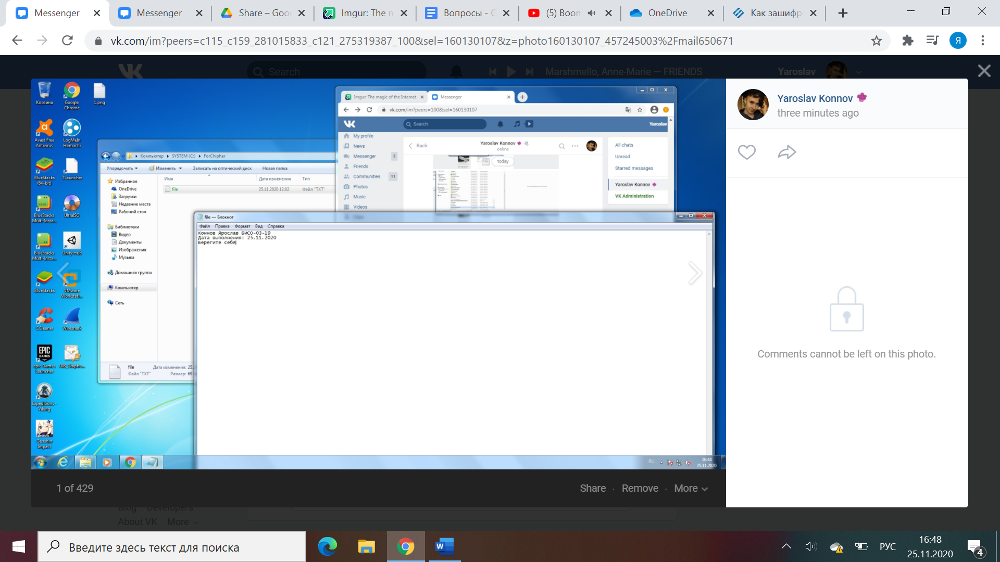 Messenger
Messenger
Share – Goo
Imgur: The m
Вопросы - G
(5) Boom
OneDrive
Как зашифр
vk.com/im?peers=c115_c159_281015833_c121_275319387_100&sel=160130107&z=photo160130107_457245003%2Fmail650671
Я
Search
Marshmello, Anne-Marie — FRIENDS
Yaroslav
Корзина
Google Chrome
1.png
Avast Free Antivirus
LogMeIn Hamachi
BlueStacks (64-bit)
TLauncher
BlueStacks Multi-Insta...
UltraISO
BlueStacks Multi-Insta...
Unity Hub
BlueStacks
VMware Workstati...
CCleaner
Wireshark
EPIC GAMES
Epic Games Launcher
OIB_Chiphe...
Expeditions - Viking
Genshin Impact
Imgur: The magic of the Internet
Messenger
vk.com/im?peers=100&sel=160130107
Search
Yaroslav
My profile
News
Messenger 3
Friends
Communities 11
Photos
Music
Videos
Back
Yaroslav Konnov
online
today
All chats
Unread
Starred messages
Yaroslav Konnov
VK Administration
Компьютер
SYSTEM (C:)
ForChipher
Упорядочить
Изменить
Записать на оптический диск
Новая папка
Избранное
OneDrive
Загрузки
Недавние места
Рабочий стол
Библиотеки
Видео
Документы
Изображения
Музыка
Домашняя группа
Компьютер
Сеть
Имя
Дата изменения
Тип
file
25.11.2020 12:02
Файл "TXT"
file
Дата изменения: 25.
Файл "TXT"
Размер: 69
file — Блокнот
Файл Правка Формат Вид Справка
Коннов Ярослав БИСО-03-19
Дата выполнения: 25.11.2020
Берегите себя
RU
16:44
25.11.2020
Yaroslav Konnov
three minutes ago
Comments cannot be left on this photo.
1 of 429
Share · Remove · More
Blog Developers
About VK More
Введите здесь текст для поиска
РУС
16:48
25.11.2020
4